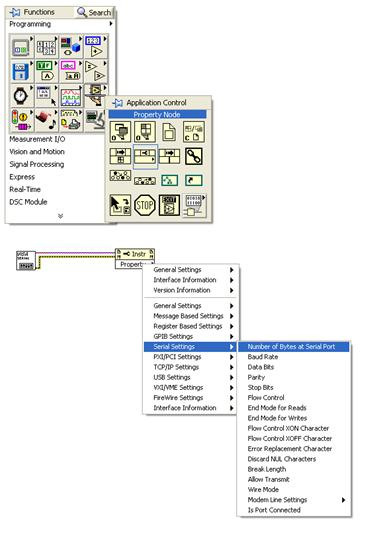 Functions
Search
Programming
Measurement I/O
Vision and Motion
Signal Processing
Express
Real-Time
DSC Module
Application Control
Property Node
STOP
Instr
Property
General Settings
Interface Information
Version Information
General Settings
Message Based Settings
Register Based Settings
GPIB Settings
Serial Settings
PXI/PCI Settings
TCP/IP Settings
USB Settings
VXI/VME Settings
FireWire Settings
Interface Information
Number of Bytes at Serial Port
Baud Rate
Data Bits
Parity
Stop Bits
Flow Control
End Mode for Reads
End Mode for Writes
Flow Control XON Character
Flow Control XOFF Character
Error Replacement Character
Discard NUL Characters
Break Length
Allow Transmit
Wire Mode
Modem Line Settings
Is Port Connected